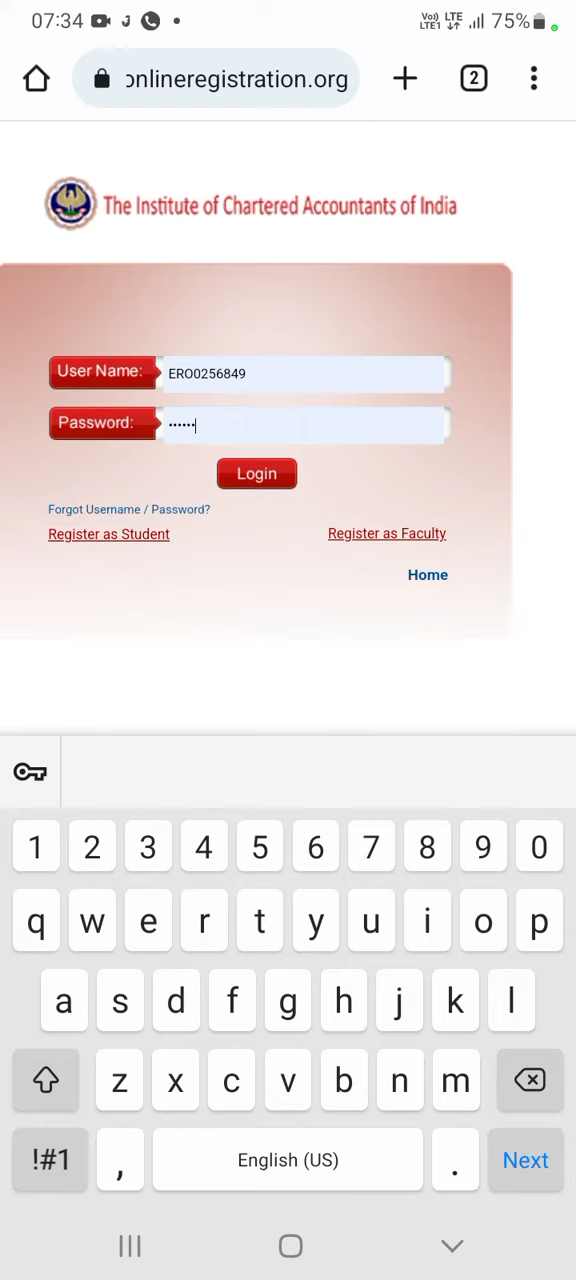 07:34 Vo)) LTE LTE1 75%
onlineregistration.org 2
The Institute of Chartered Accountants of India
User Name: ERO0256849
Password: ••••••
Login
Forgot Username / Password?
Register as Student Register as Faculty
Home
1 2 3 4 5 6 7 8 9 0
q w e r t y u i o p
a s d f g h j k l
z x c v b n m
!#1 , English (US) . Next